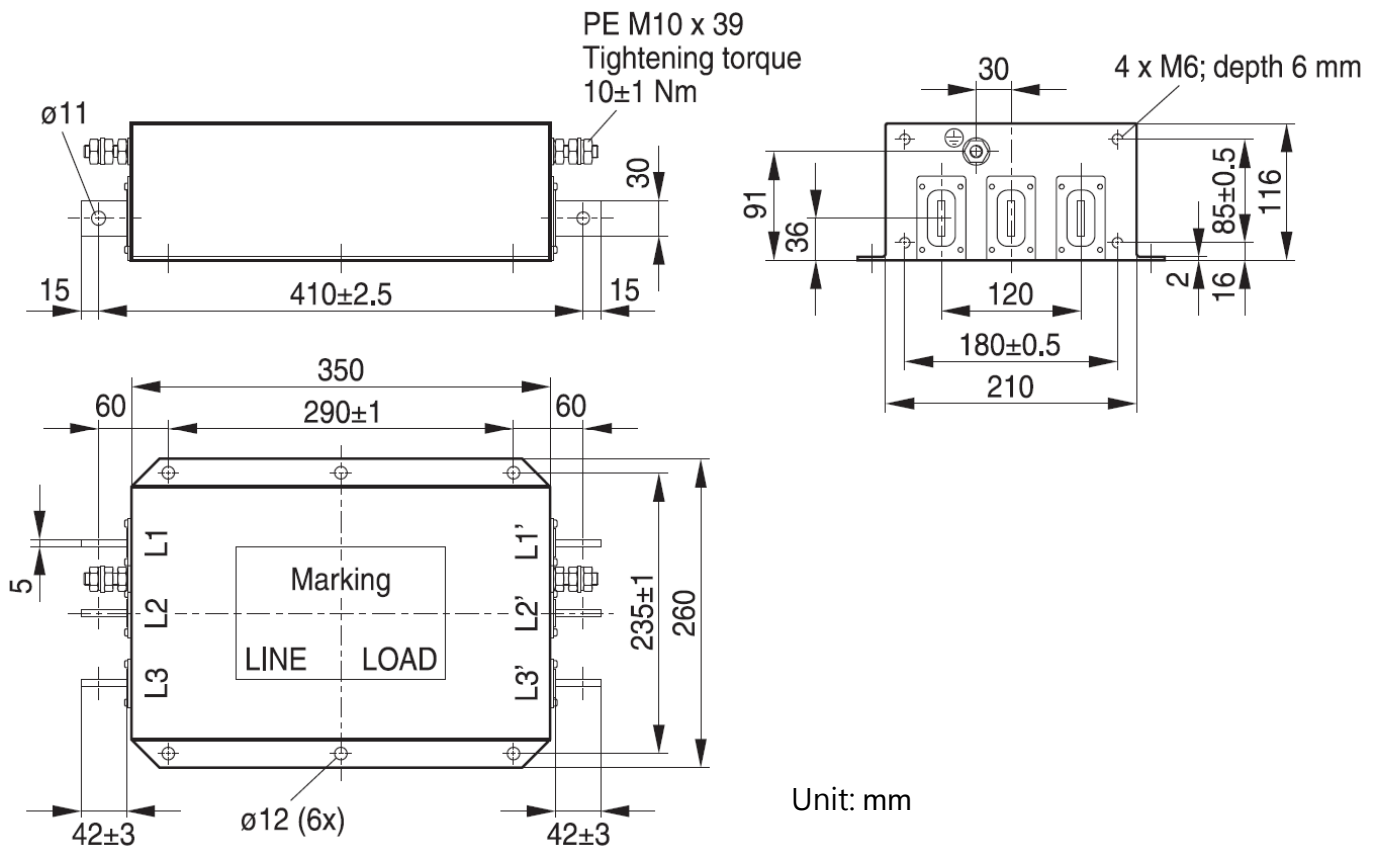 PE M10 x 39
Tightening torque
10±1 Nm
ø11
30
15
410±2.5
15
30
4 x M6; depth 6 mm
91
36
85±0.5
116
2
16
120
180±0.5
210
350
60
290±1
60
L1
L2
L3
L1'
L2'
L3'
Marking
LINE LOAD
5
235±1
260
42±3
ø12 (6x)
42±3
Unit: mm